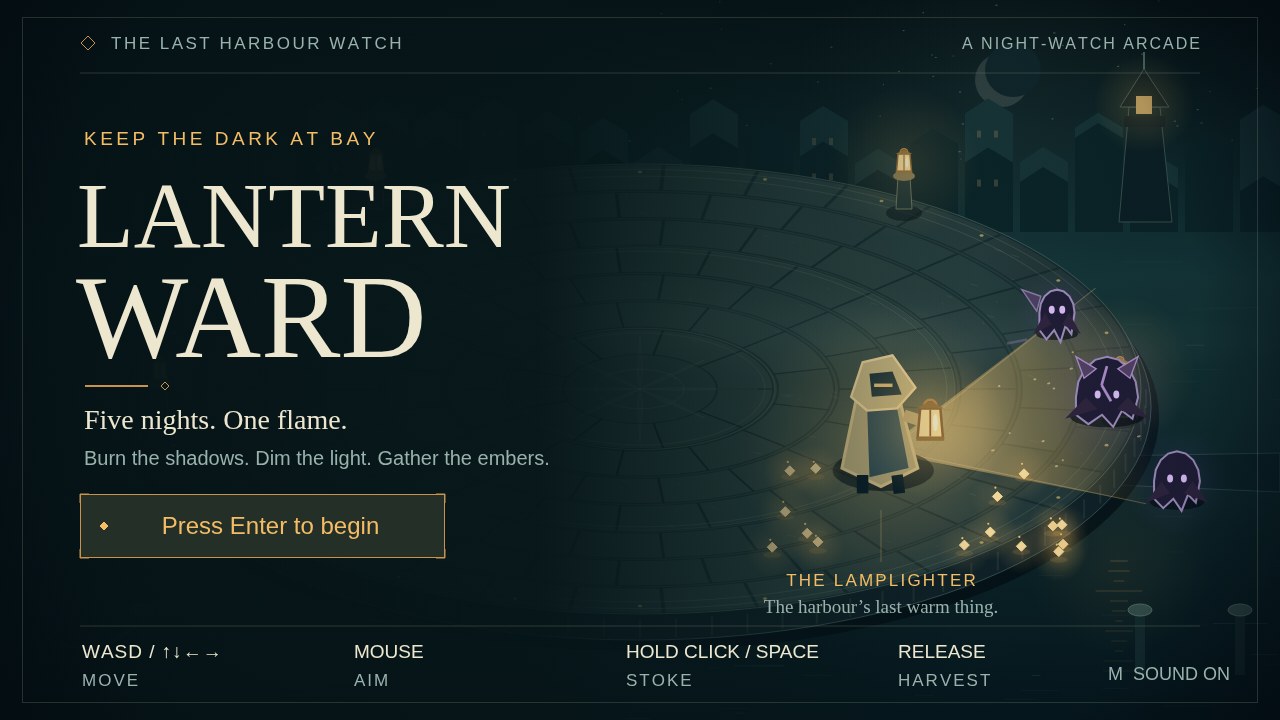 THE LAST HARBOUR WATCH
A NIGHT-WATCH ARCADE
KEEP THE DARK AT BAY
LANTERN
WARD
Five nights. One flame.
Burn the shadows. Dim the light. Gather the embers.
Press Enter to begin
THE LAMPLIGHTER
The harbour’s last warm thing.
WASD / ↑↓←→
MOVE
MOUSE
AIM
HOLD CLICK / SPACE
STOKE
RELEASE
HARVEST
M SOUND ON